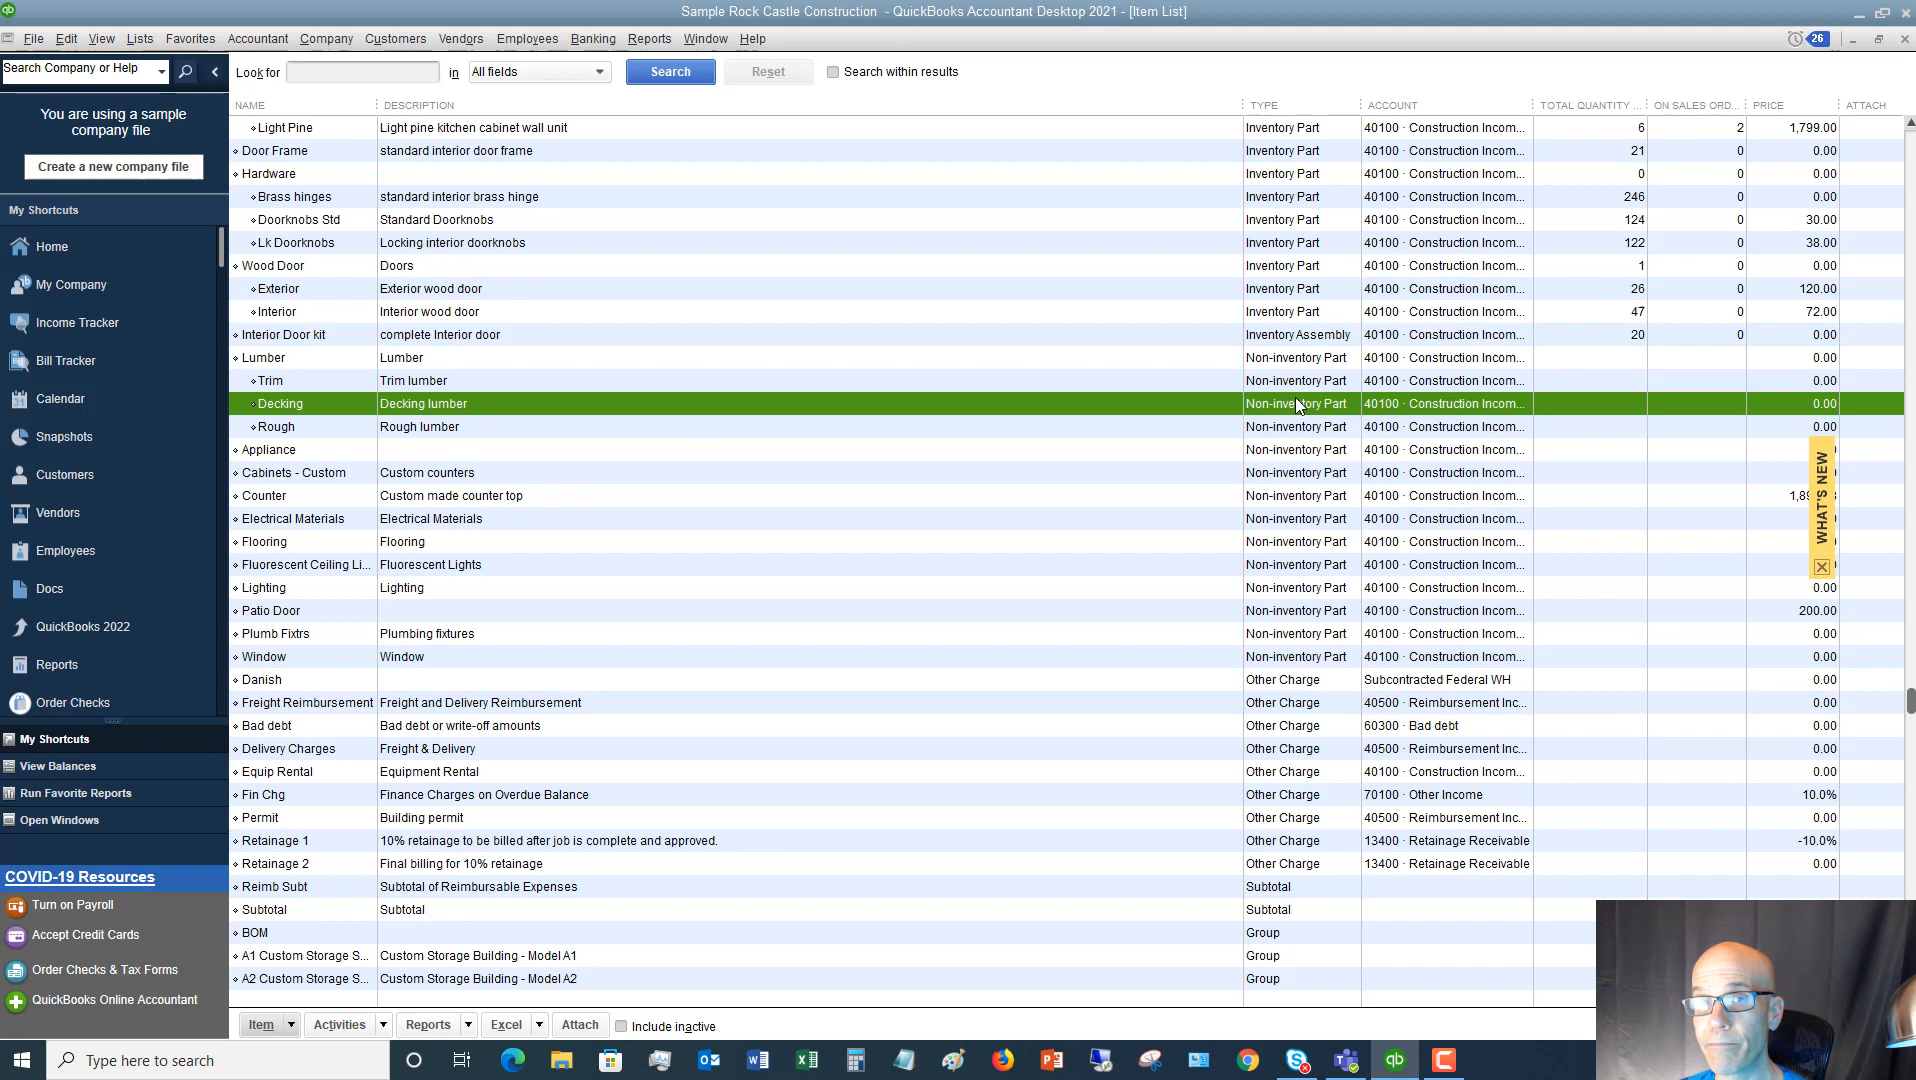 Sample Rock Castle Construction - QuickBooks Accountant Desktop 2021 - [Item List]
File Edit View Lists Favorites Accountant Company Customers Vendors Employees Banking Reports Window Help 26
Search Company or Help
Look for in All fields Search Reset Search within results
You are using a sample
company file
Create a new company file
My Shortcuts
Home
My Company
Income Tracker
Bill Tracker
Calendar
Snapshots
Customers
Vendors
Employees
Docs
QuickBooks 2022
Reports
Order Checks
My Shortcuts
View Balances
Run Favorite Reports
Open Windows
COVID-19 Resources
Turn on Payroll
Accept Credit Cards
Order Checks & Tax Forms
QuickBooks Online Accountant
NAME DESCRIPTION TYPE ACCOUNT TOTAL QUANTITY ... ON SALES ORD... PRICE ATTACH
Light Pine Light pine kitchen cabinet wall unit Inventory Part 40100 · Construction Incom... 6 2 1,799.00
Door Frame standard interior door frame Inventory Part 40100 · Construction Incom... 21 0 0.00
Hardware Inventory Part 40100 · Construction Incom... 0 0 0.00
Brass hinges standard interior brass hinge Inventory Part 40100 · Construction Incom... 246 0 0.00
Doorknobs Std Standard Doorknobs Inventory Part 40100 · Construction Incom... 124 0 30.00
Lk Doorknobs Locking interior doorknobs Inventory Part 40100 · Construction Incom... 122 0 38.00
Wood Door Doors Inventory Part 40100 · Construction Incom... 1 0 0.00
Exterior Exterior wood door Inventory Part 40100 · Construction Incom... 26 0 120.00
Interior Interior wood door Inventory Part 40100 · Construction Incom... 47 0 72.00
Interior Door kit complete Interior door Inventory Assembly 40100 · Construction Incom... 20 0 0.00
Lumber Lumber Non-inventory Part 40100 · Construction Incom... 0.00
Trim Trim lumber Non-inventory Part 40100 · Construction Incom... 0.00
Decking Decking lumber Non-inventory Part 40100 · Construction Incom... 0.00
Rough Rough lumber Non-inventory Part 40100 · Construction Incom... 0.00
Appliance Non-inventory Part 40100 · Construction Incom...
Cabinets - Custom Custom counters Non-inventory Part 40100 · Construction Incom...
Counter Custom made counter top Non-inventory Part 40100 · Construction Incom...
Electrical Materials Electrical Materials Non-inventory Part 40100 · Construction Incom...
Flooring Flooring Non-inventory Part 40100 · Construction Incom...
Fluorescent Ceiling Li... Fluorescent Lights Non-inventory Part 40100 · Construction Incom...
Lighting Lighting Non-inventory Part 40100 · Construction Incom... 0.00
Patio Door Non-inventory Part 40100 · Construction Incom... 200.00
Plumb Fixtrs Plumbing fixtures Non-inventory Part 40100 · Construction Incom... 0.00
Window Window Non-inventory Part 40100 · Construction Incom... 0.00
Danish Other Charge Subcontracted Federal WH 0.00
Freight Reimbursement Freight and Delivery Reimbursement Other Charge 40500 · Reimbursement Inc... 0.00
Bad debt Bad debt or write-off amounts Other Charge 60300 · Bad debt 0.00
Delivery Charges Freight & Delivery Other Charge 40500 · Reimbursement Inc... 0.00
Equip Rental Equipment Rental Other Charge 40100 · Construction Incom... 0.00
Fin Chg Finance Charges on Overdue Balance Other Charge 70100 · Other Income 10.0%
Permit Building permit Other Charge 40500 · Reimbursement Inc... 0.00
Retainage 1 10% retainage to be billed after job is complete and approved. Other Charge 13400 · Retainage Receivable -10.0%
Retainage 2 Final billing for 10% retainage Other Charge 13400 · Retainage Receivable 0.00
Reimb Subt Subtotal of Reimbursable Expenses Subtotal
Subtotal Subtotal Subtotal
BOM Group
A1 Custom Storage S... Custom Storage Building - Model A1 Group
A2 Custom Storage S... Custom Storage Building - Model A2 Group
WHAT'S NEW
Item Activities Reports Excel Attach Include inactive
Type here to search